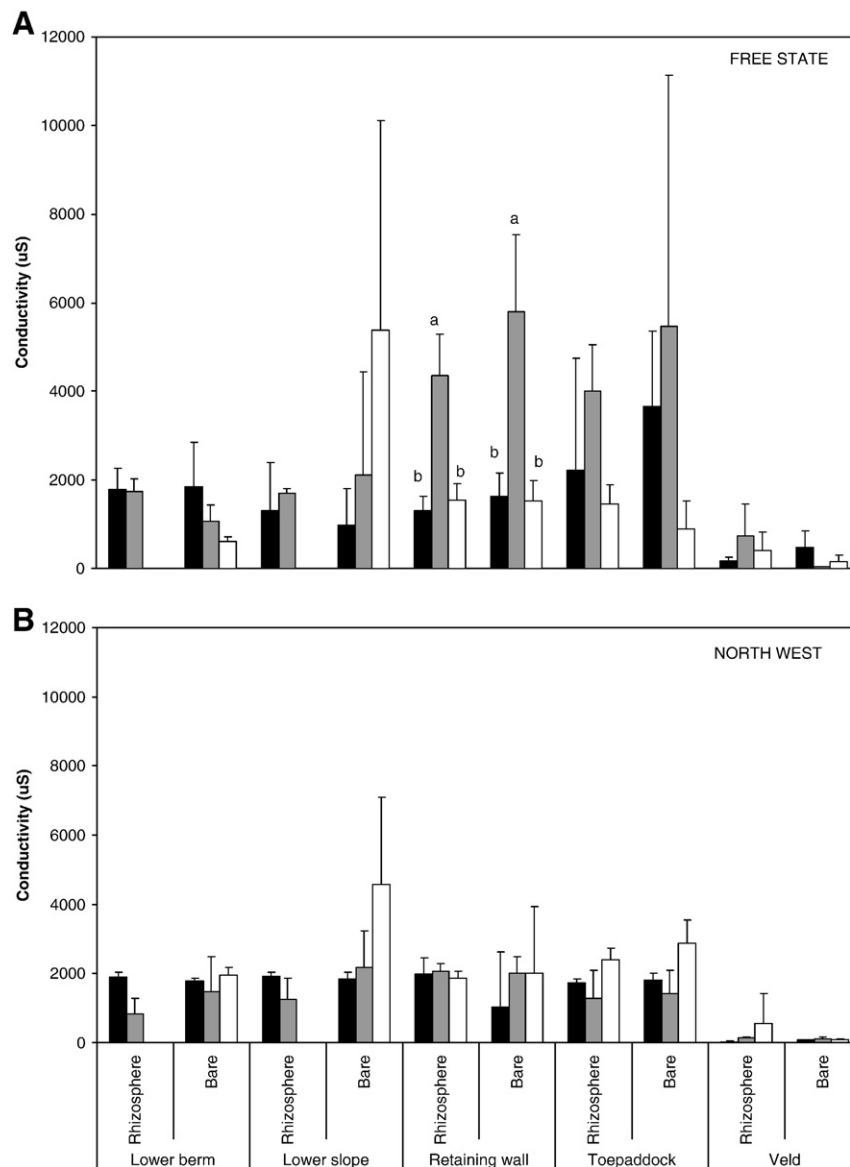 A
12000
FREE STATE
10000
8000
6000
4000
2000
0
Conductivity (uS)
a
a
b
b
b
b
B
12000
NORTH WEST
10000
8000
6000
4000
2000
0
Conductivity (uS)
Rhizosphere
Bare
Rhizosphere
Bare
Rhizosphere
Bare
Rhizosphere
Bare
Rhizosphere
Bare
Lower berm
Lower slope
Retaining wall
Toepaddock
Veld